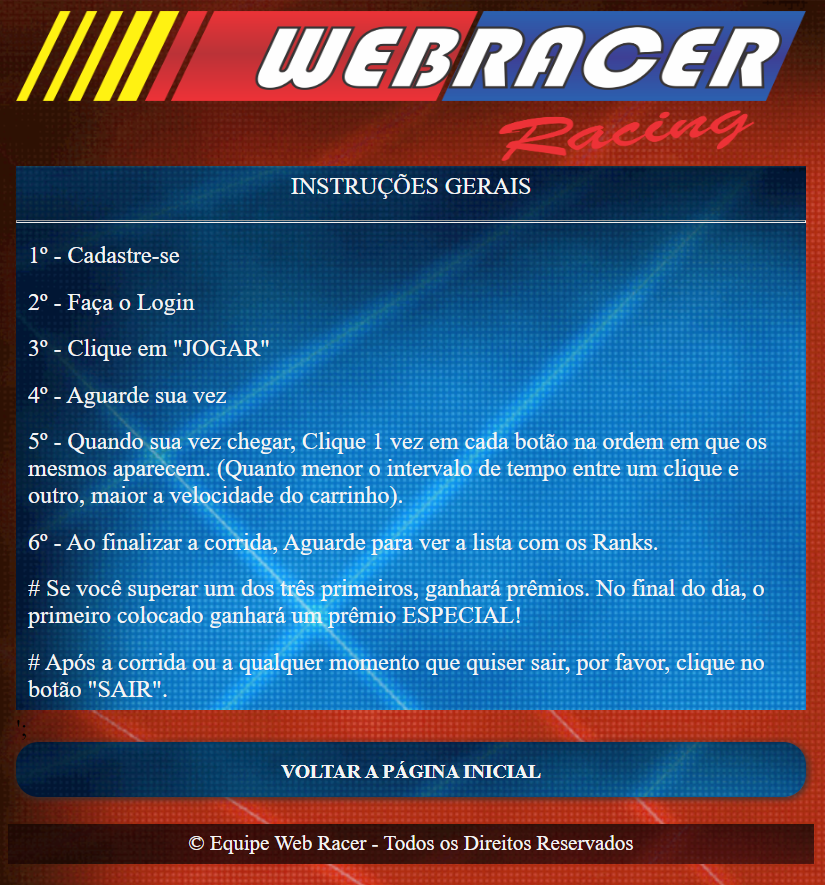 WEBRACER
Racing
INSTRUÇÕES GERAIS
1º - Cadastre-se
2º - Faça o Login
3º - Clique em "JOGAR"
4º - Aguarde sua vez
5º - Quando sua vez chegar, Clique 1 vez em cada botão na ordem em que os
mesmos aparecem. (Quanto menor o intervalo de tempo entre um clique e
outro, maior a velocidade do carrinho).
6º - Ao finalizar a corrida, Aguarde para ver a lista com os Ranks.
# Se você superar um dos três primeiros, ganhará prêmios. No final do dia, o
primeiro colocado ganhará um prêmio ESPECIAL!
# Após a corrida ou a qualquer momento que quiser sair, por favor, clique no
botão "SAIR".
';
VOLTAR A PÁGINA INICIAL
© Equipe Web Racer - Todos os Direitos Reservados